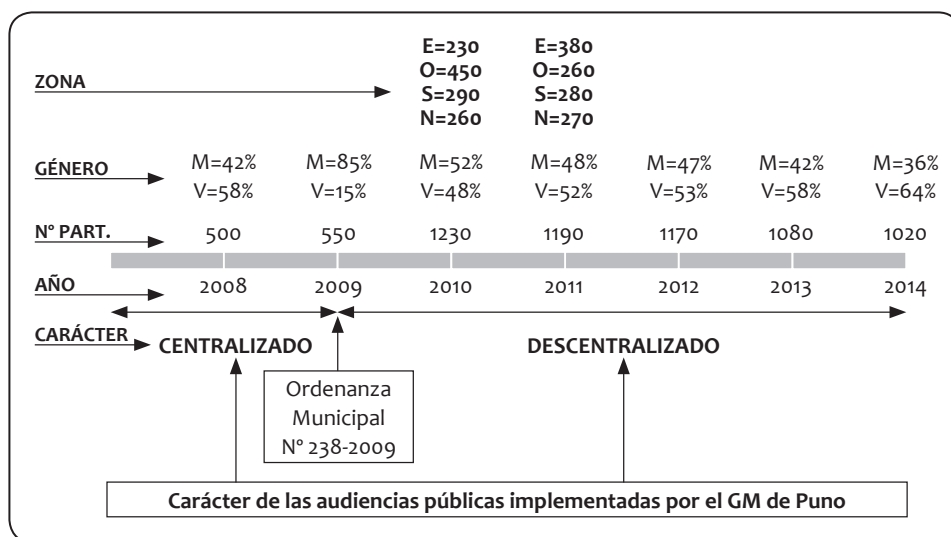 E=230 E=380
O=450 O=260
ZONA
S=290 S=280
N=260 N=270
GÉNERO
M=42% M=85% M=52% M=48% M=47% M=42% M=36%
V=58% V=15% V=48% V=52% V=53% V=58% V=64%
N° PART. 500 550 1230 1190 1170 1080 1020
AÑO 2008 2009 2010 2011 2012 2013 2014
CARÁCTER
CENTRALIZADO DESCENTRALIZADO
Ordenanza
Municipal
N° 238-2009
Carácter de las audiencias públicas implementadas por el GM de Puno